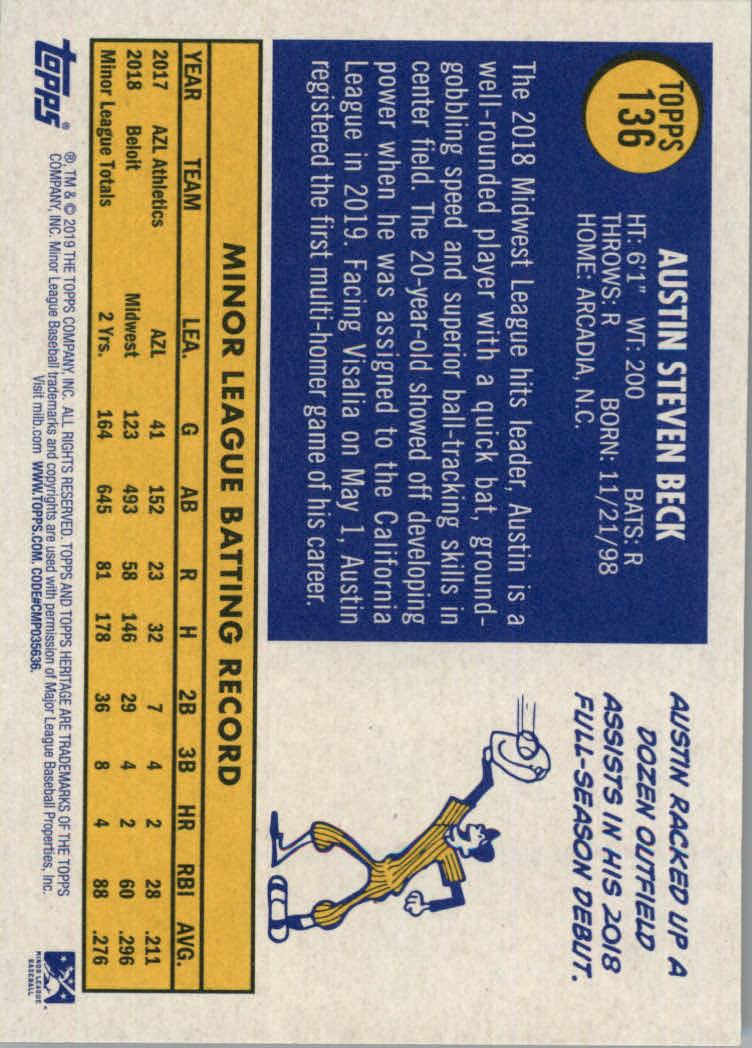 TOPPS
136
AUSTIN STEVEN BECK
HT: 6'1" WT: 200 BATS: R
THROWS: R BORN: 11/21/98
HOME: ARCADIA, N.C.
The 2018 Midwest League hits leader, Austin is a
well-rounded player with a quick bat, ground-
gobbling speed and superior ball-tracking skills in
center field. The 20-year-old showed off developing
power when he was assigned to the California
League in 2019. Facing Visalia on May 1, Austin
registered the first multi-homer game of his career.
AUSTIN RACKED UP A
DOZEN OUTFIELD
ASSISTS IN HIS 2018
FULL-SEASON DEBUT.
MINOR LEAGUE BATTING RECORD
YEAR TEAM LEA. G AB R H 2B 3B HR RBI AVG.
2017 AZL Athletics AZL 41 152 23 32 7 4 2 28 .211
2018 Beloit Midwest 123 493 58 146 29 4 2 60 .296
Minor League Totals 2 Yrs. 164 645 81 178 36 8 4 88 .276
topps®
®, TM & © 2019 THE TOPPS COMPANY, INC. ALL RIGHTS RESERVED. TOPPS AND TOPPS HERITAGE ARE TRADEMARKS OF THE TOPPS
COMPANY, INC. Minor League Baseball trademarks and copyrights are used with permission of Major League Baseball Properties, Inc.
Visit milb.com WWW.TOPPS.COM. CODE#CMP035636.
MINOR LEAGUE
BASEBALL